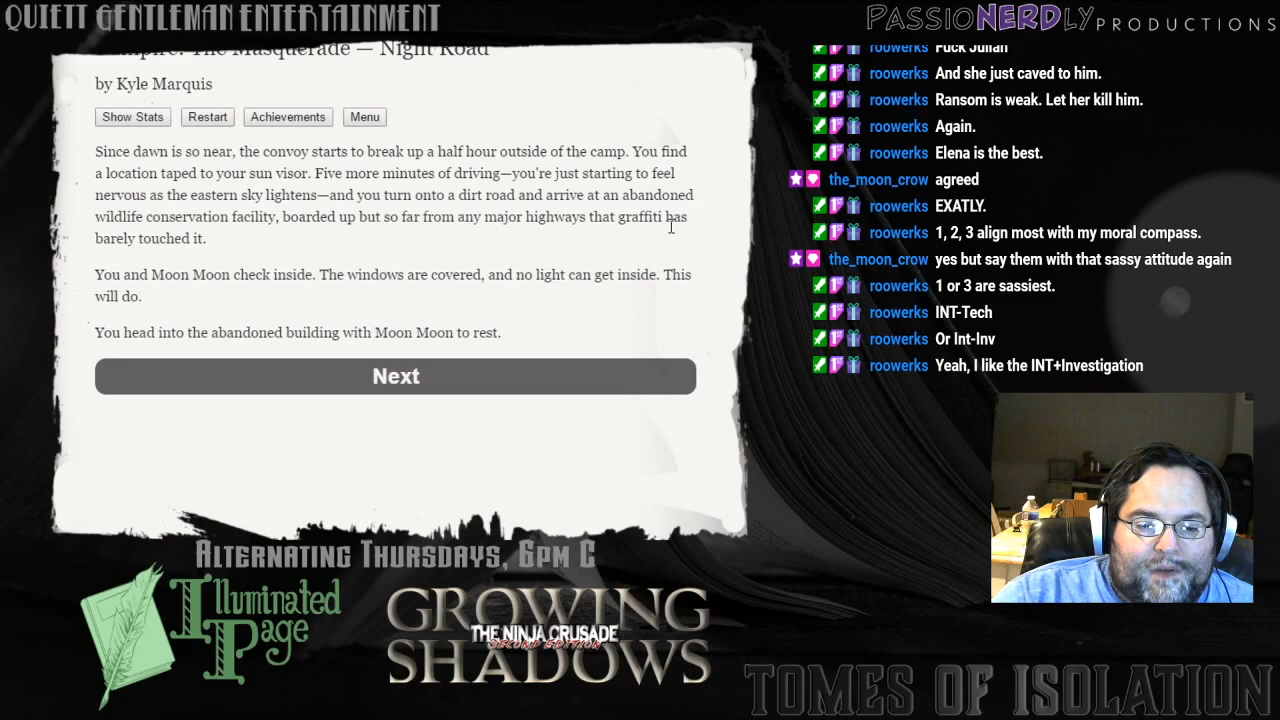 QUIETT GENTLEMAN ENTERTAINMENT
PASSIONERDLY PRODUCTIONS
Vampire: The Masquerade — Night Road
by Kyle Marquis
Show Stats Restart Achievements Menu
Since dawn is so near, the convoy starts to break up a half hour outside of the camp. You find
a location taped to your sun visor. Five more minutes of driving—you're just starting to feel
nervous as the eastern sky lightens—and you turn onto a dirt road and arrive at an abandoned
wildlife conservation facility, boarded up but so far from any major highways that graffiti has
barely touched it.
You and Moon Moon check inside. The windows are covered, and no light can get inside. This
will do.
You head into the abandoned building with Moon Moon to rest.
Next
roowerks Fuck Julian
roowerks And she just caved to him.
roowerks Ransom is weak. Let her kill him.
roowerks Again.
roowerks Elena is the best.
the_moon_crow agreed
roowerks EXATLY.
roowerks 1, 2, 3 align most with my moral compass.
the_moon_crow yes but say them with that sassy attitude again
roowerks 1 or 3 are sassiest.
roowerks INT-Tech
roowerks Or Int-Inv
roowerks Yeah, I like the INT+Investigation
ALTERNATING THURSDAYS, 6PM C
ILLUMINATED
PAGE
GROWING
THE NINJA CRUSADE
SECOND EDITION
SHADOWS
TOMES OF ISOLATION